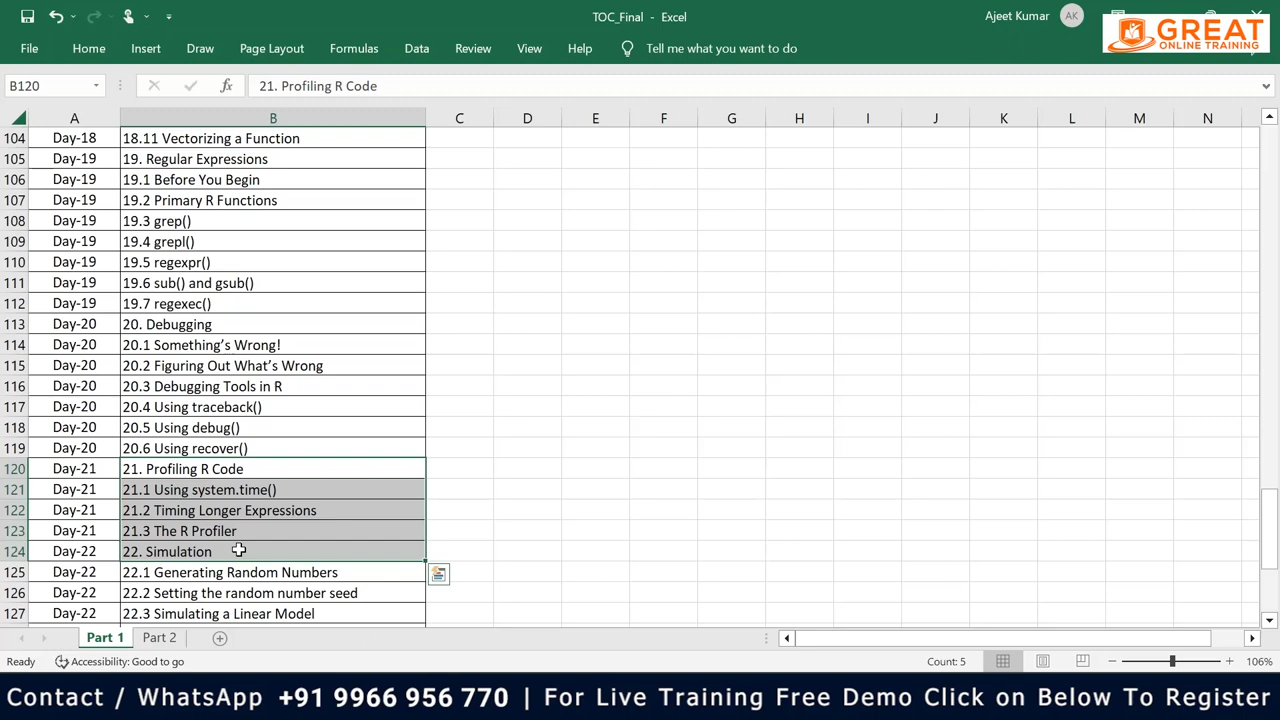 TOC_Final - Excel
Ajeet Kumar
AK
GREAT
ONLINE TRAINING
File Home Insert Draw Page Layout Formulas Data Review View Help Tell me what you want to do
B120 fx 21. Profiling R Code
A B C D E F G H I J K L M N
104 Day-18 18.11 Vectorizing a Function
105 Day-19 19. Regular Expressions
106 Day-19 19.1 Before You Begin
107 Day-19 19.2 Primary R Functions
108 Day-19 19.3 grep()
109 Day-19 19.4 grepl()
110 Day-19 19.5 regexpr()
111 Day-19 19.6 sub() and gsub()
112 Day-19 19.7 regexec()
113 Day-20 20. Debugging
114 Day-20 20.1 Something’s Wrong!
115 Day-20 20.2 Figuring Out What’s Wrong
116 Day-20 20.3 Debugging Tools in R
117 Day-20 20.4 Using traceback()
118 Day-20 20.5 Using debug()
119 Day-20 20.6 Using recover()
120 Day-21 21. Profiling R Code
121 Day-21 21.1 Using system.time()
122 Day-21 21.2 Timing Longer Expressions
123 Day-21 21.3 The R Profiler
124 Day-22 22. Simulation
125 Day-22 22.1 Generating Random Numbers
126 Day-22 22.2 Setting the random number seed
127 Day-22 22.3 Simulating a Linear Model
Part 1 Part 2
Ready Accessibility: Good to go Count: 5 106%
Contact / WhatsApp +91 9966 956 770 | For Live Training Free Demo Click on Below To Register